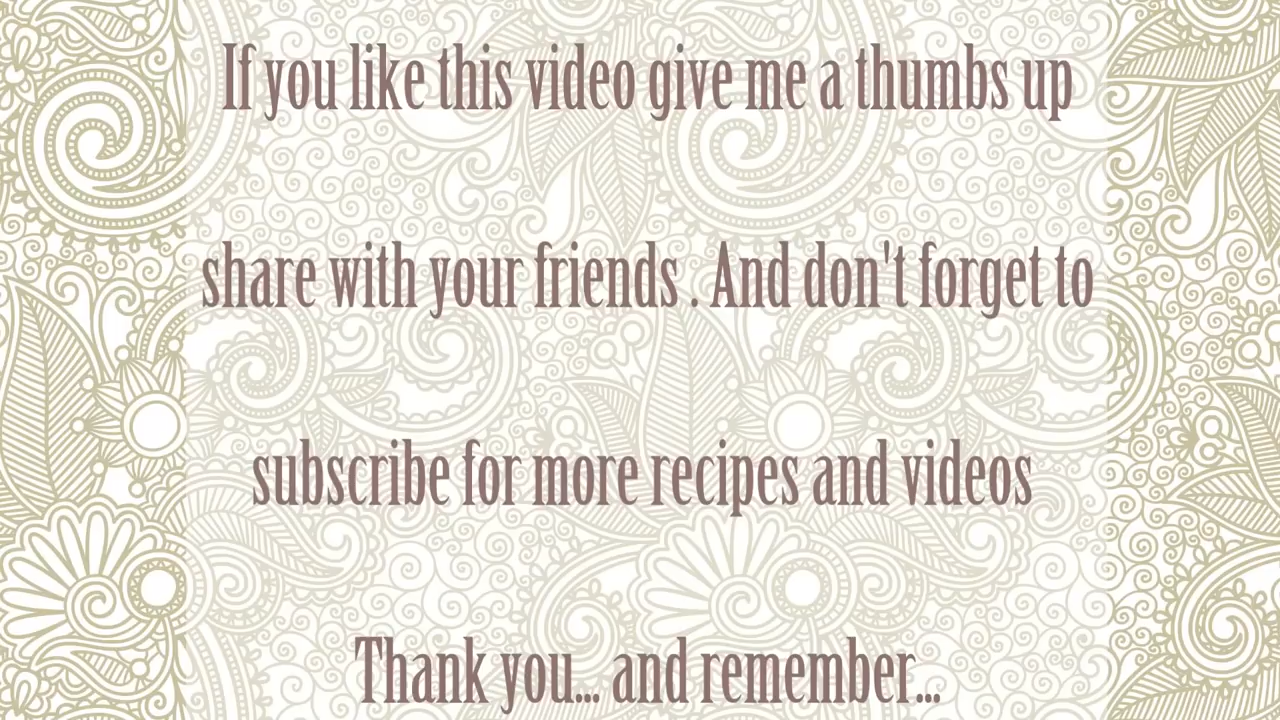 If you like this video give me a thumbs up
share with your friends . And don't forget to
subscribe for more recipes and videos
Thank you... and remember...